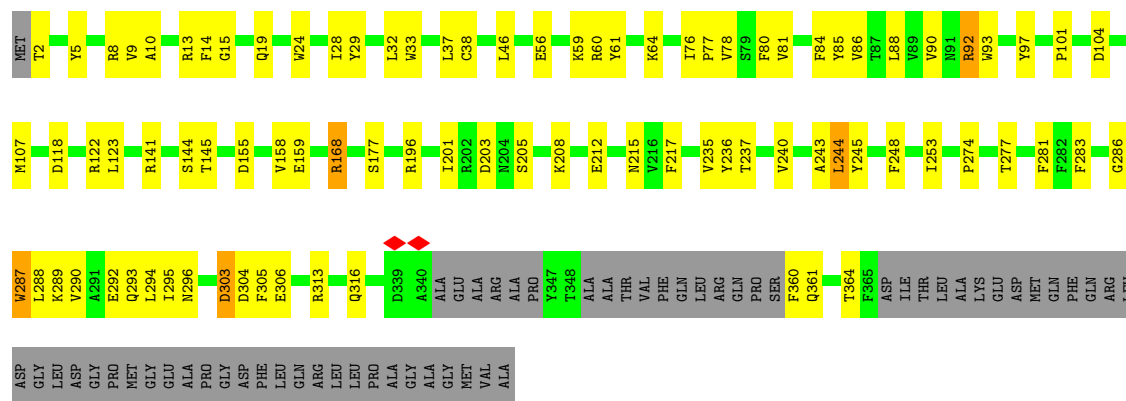 MET T2 Y5 R8 V9 A10 R13 F14 G15 Q19 W24 I28 Y29 L32 W33 L37 C38 L46 E56 K59 R60 Y61 K64 I76 P77 V78 S79 F80 V81 F84 Y85 V86 T87 L88 V89 V90 N91 R92 W93 Y97 P101 D104
M107 D118 R122 L123 R141 S144 T145 D155 V158 E159 R168 S177 R196 I201 R202 D203 N204 S205 K208 E212 N215 V216 F217 V235 Y236 T237 V240 A243 L244 Y245 F248 I253 P274 T277 F281 F282 F283 G286
W287 L288 K289 V290 A291 E292 Q293 L294 I295 N296 D303 D304 F305 E306 R313 Q316 D339 A340 ALA GLU ALA ARG ALA PRO Y347 T348 ALA ALA THR VAL PHE GLN LEU ARG GLN PRO SER F360 Q361 T364 F365 ASP ILE THR LEU ALA LYS GLU ASP MET GLN PHE GLN ARG
ASP GLY LEU ASP GLY PRO MET GLY GLU ALA PRO GLY ASP PHE LEU GLN ARG LEU LEU PRO ALA GLY ALA GLY MET VAL ALA